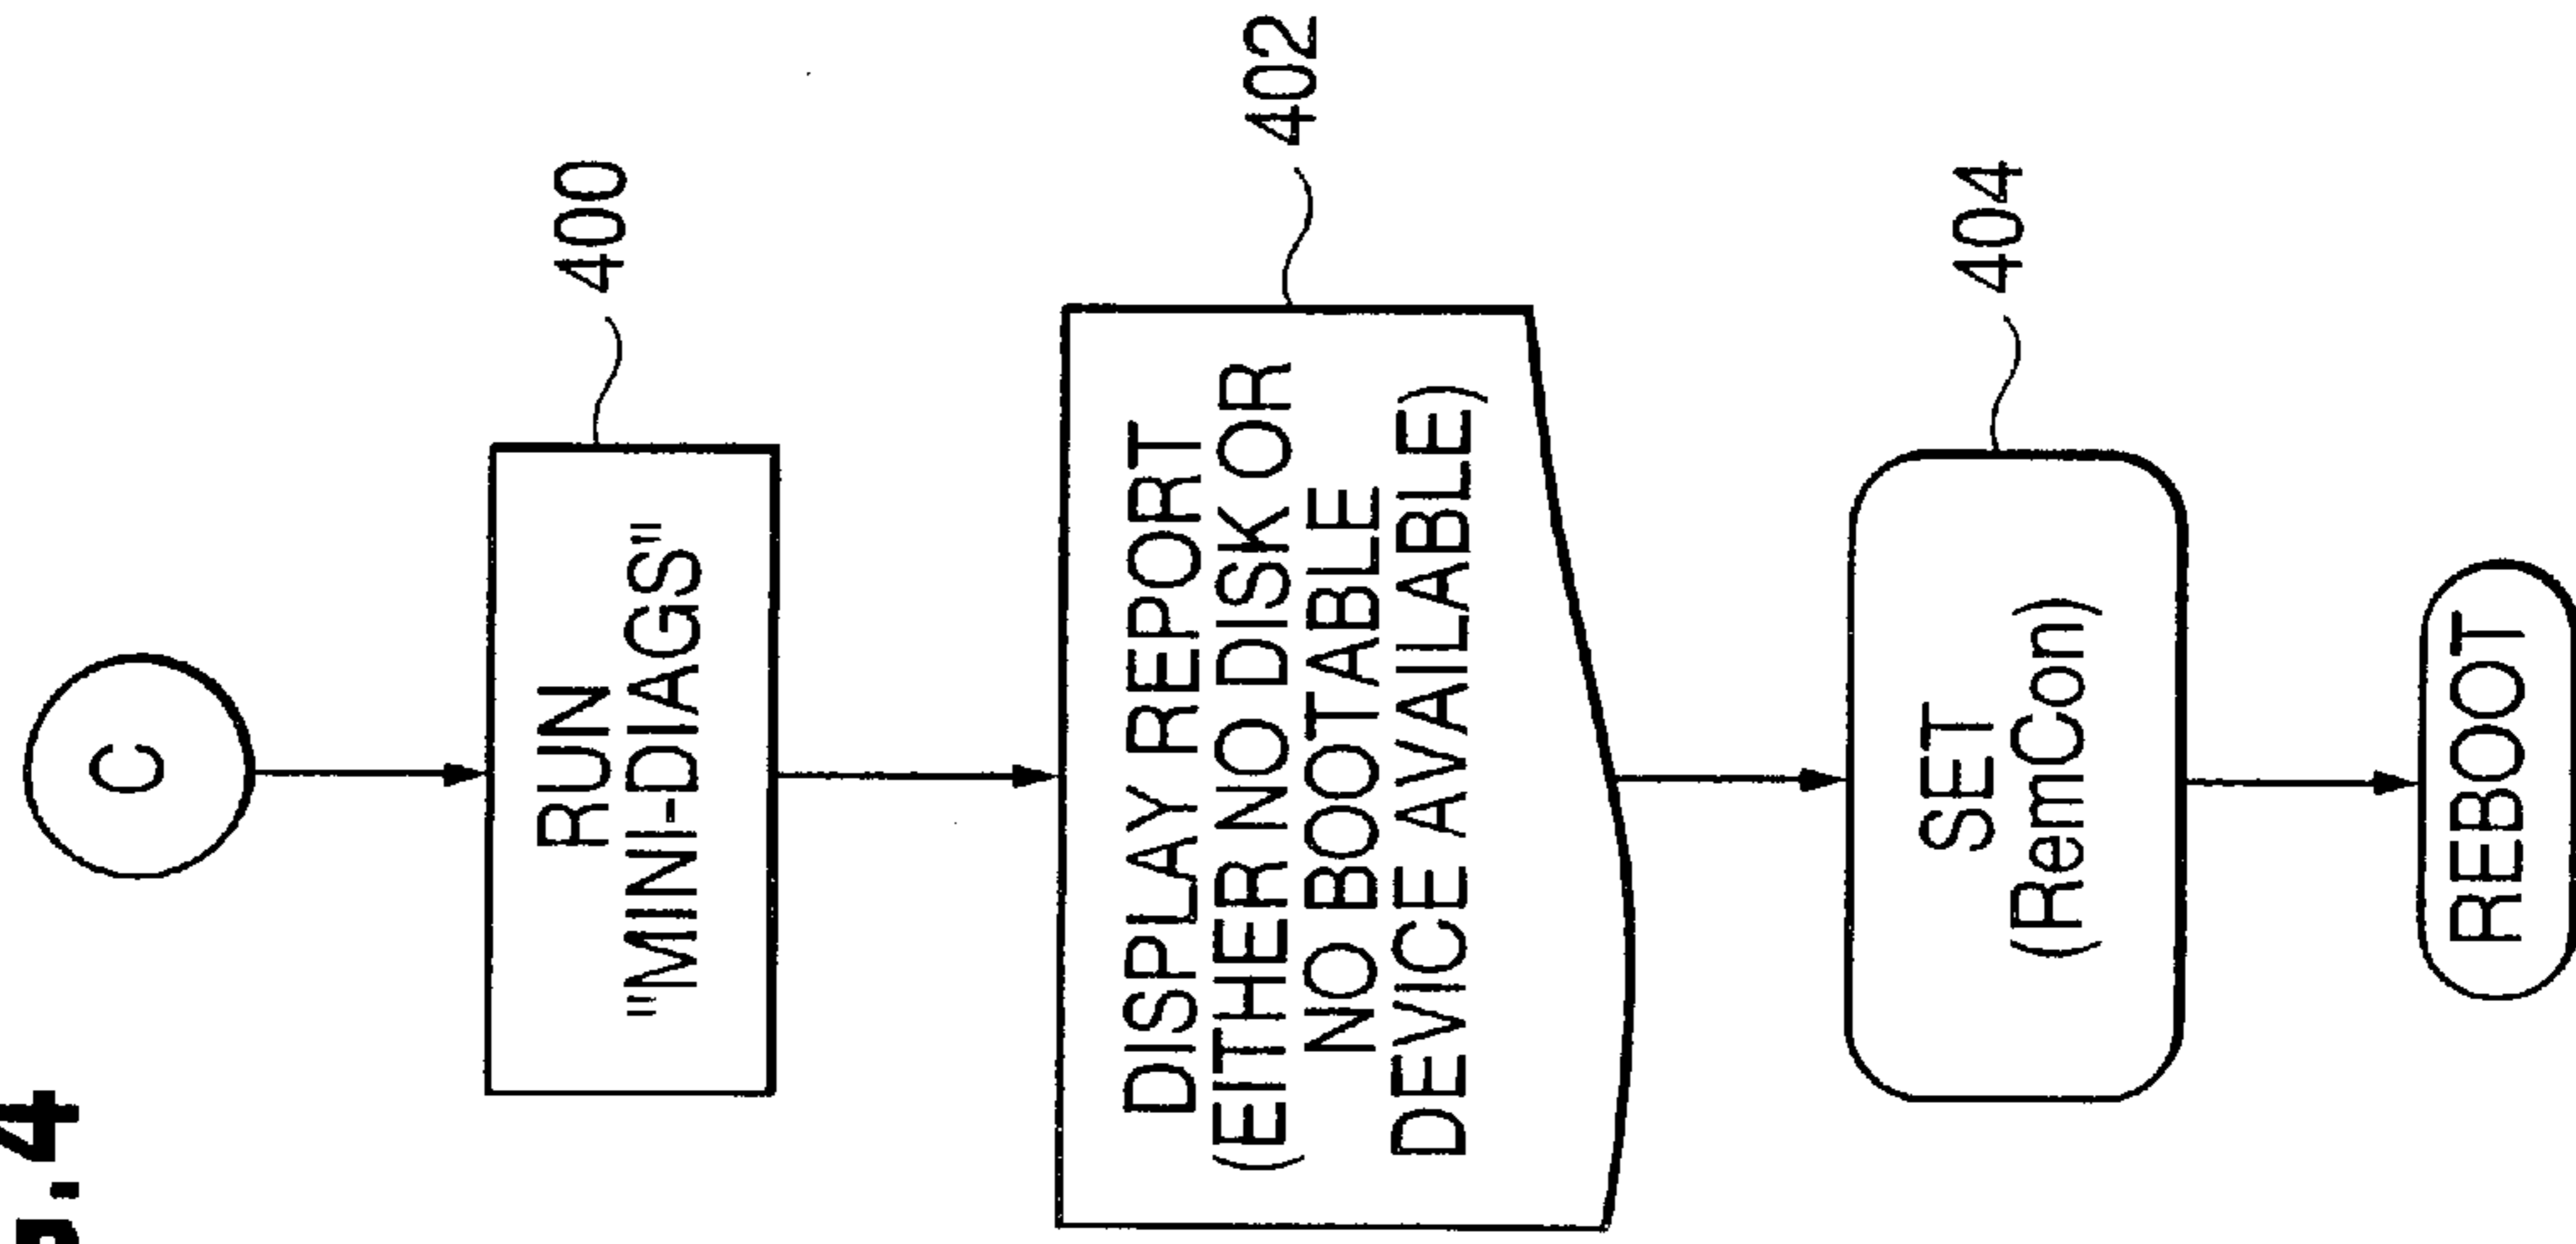 .4
C
RUN
"MINI-DIAGS"
400
DISPLAY REPORT
(EITHER NO DISK OR
NO BOOTABLE
DEVICE AVAILABLE)
402
SET
(RemCon)
404
REBOOT